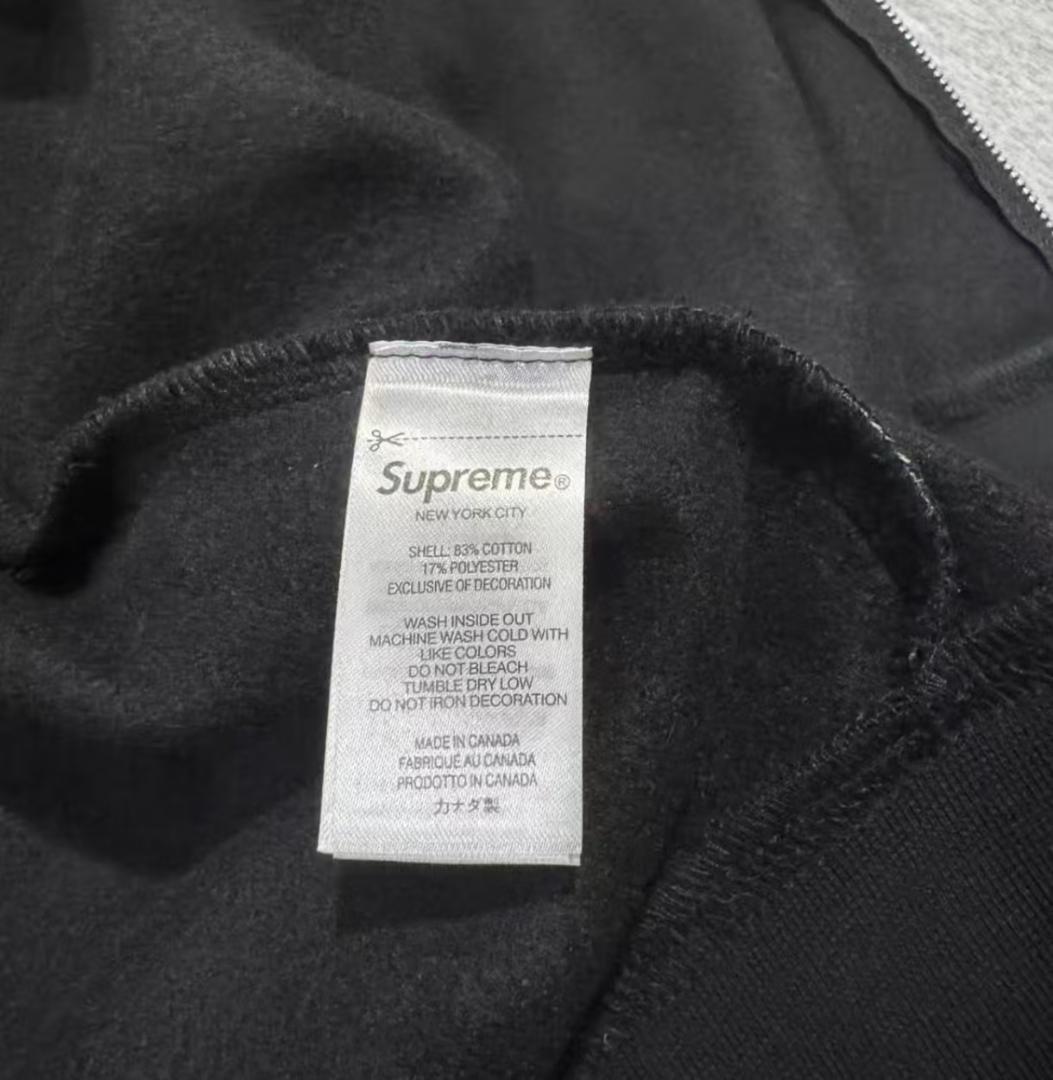 Supreme®
NEW YORK CITY
SHELL: 83% COTTON
17% POLYESTER
EXCLUSIVE OF DECORATION
WASH INSIDE OUT
MACHINE WASH COLD WITH
LIKE COLORS
DO NOT BLEACH
TUMBLE DRY LOW
DO NOT IRON DECORATION
MADE IN CANADA
FABRIQUÉ AU CANADA
PRODOTTO IN CANADA
カナダ製